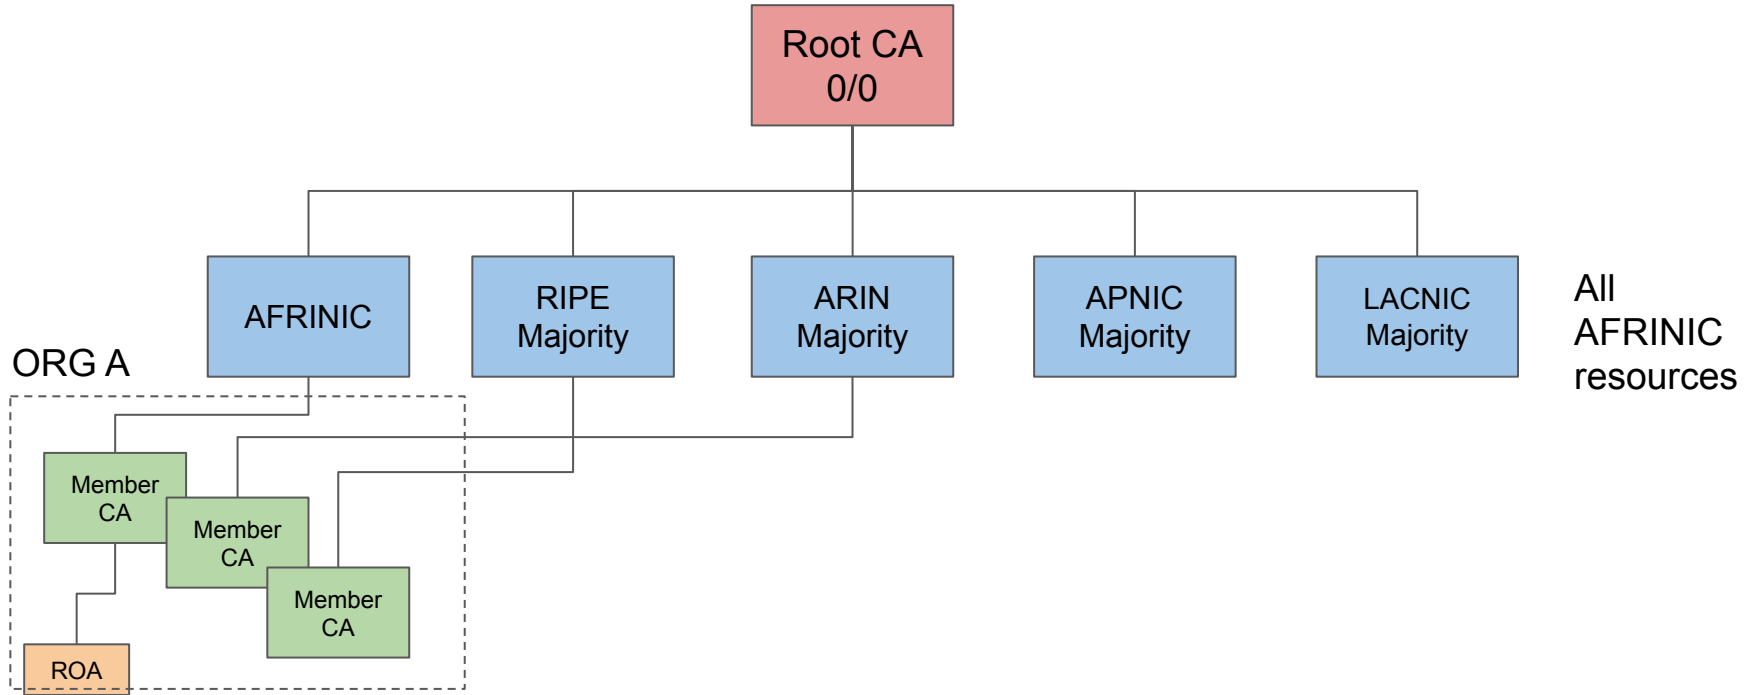 Root CA
0/0
AFRINIC
RIPE
Majority
ARIN
Majority
APNIC
Majority
LACNIC
Majority
All
AFRINIC
resources
ORG A
Member
CA
Member
CA
Member
CA
ROA